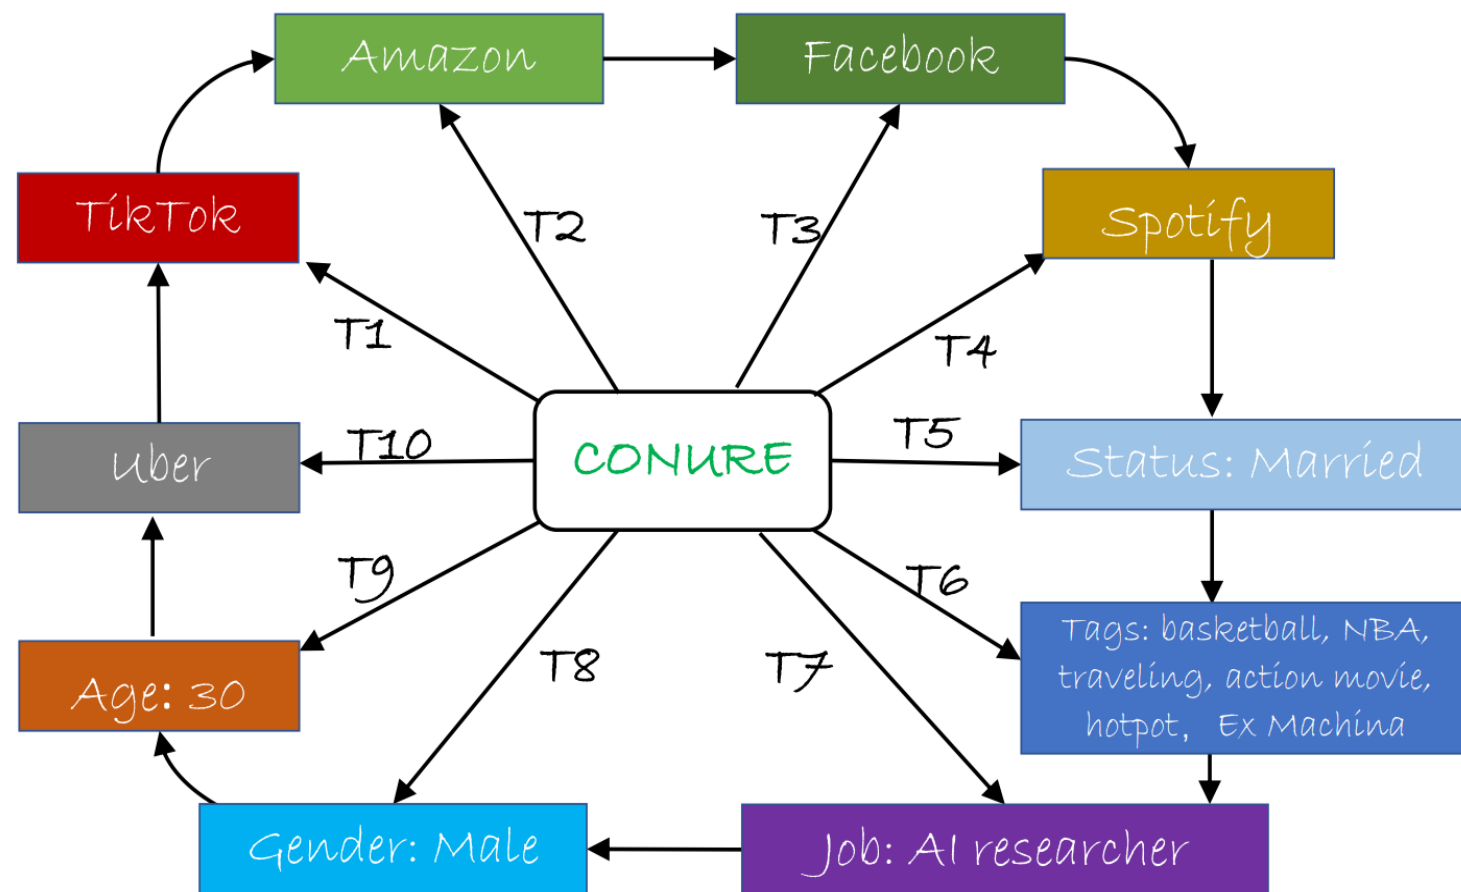 Amazon
Facebook
TikTok
Spotify
T2
T3
T1
T4
Uber
T10
CONURE
T5
Status: Married
T9
T6
Tags: basketball, NBA,
traveling, action movie,
hotpot, Ex Machina
Age: 30
T8
T7
Gender: Male
Job: AI researcher